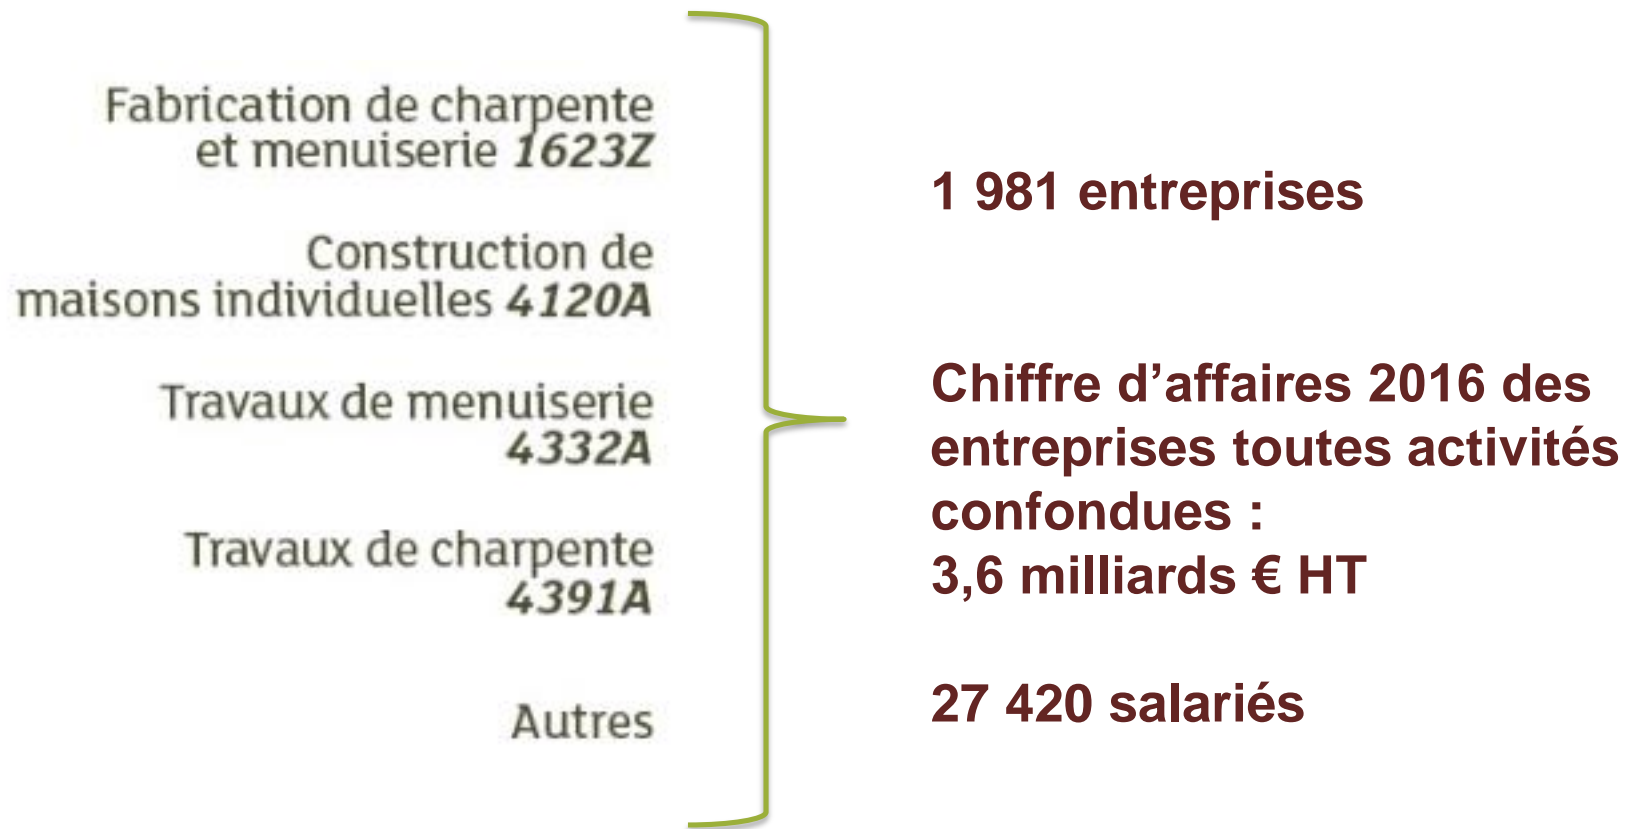 Fabrication de charpente
et menuiserie 1623Z
Construction de
maisons individuelles 4120A
Travaux de menuiserie
4332A
Travaux de charpente
4391A
Autres
1 981 entreprises
Chiffre d’affaires 2016 des
entreprises toutes activités
confondues :
3,6 milliards € HT
27 420 salariés